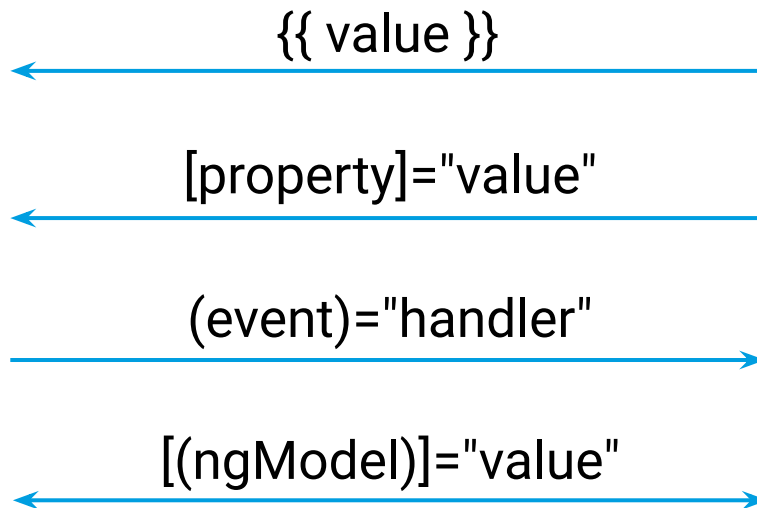 {{ value }}
[property]="value"
(event)="handler"
[(ngModel)]="value"